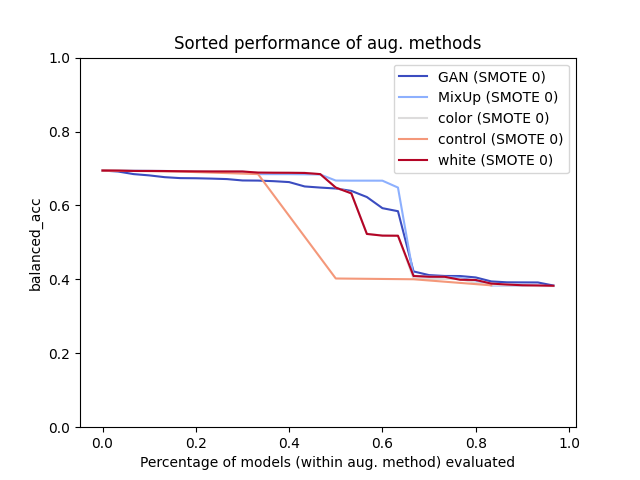 Sorted performance of aug. methods
balanced_acc
1.0
0.8
0.6
0.4
0.2
0.0
GAN (SMOTE 0)
MixUp (SMOTE 0)
color (SMOTE 0)
control (SMOTE 0)
white (SMOTE 0)
0.0 0.2 0.4 0.6 0.8 1.0
Percentage of models (within aug. method) evaluated